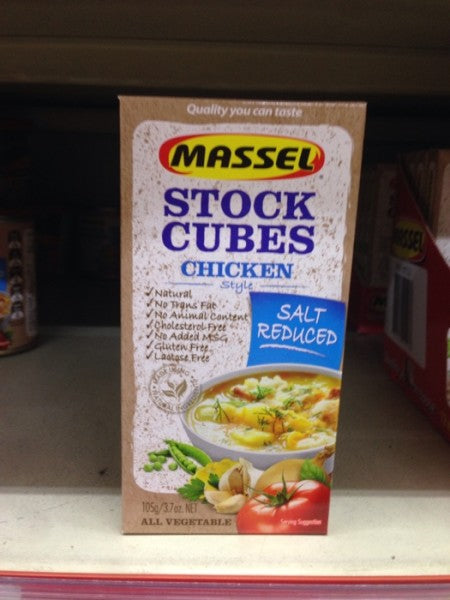 Quality you can taste
MASSEL
STOCK
CUBES
CHICKEN
Style
✓ Natural
✓ No Trans Fat
✓ No Animal Content
✓ Cholesterol Free
✓ No Added MSG
✓ Gluten Free
✓ Lactose Free
SALT
REDUCED
105g/3.7oz. NET
ALL VEGETABLE
Serving Suggestion
MASSEL